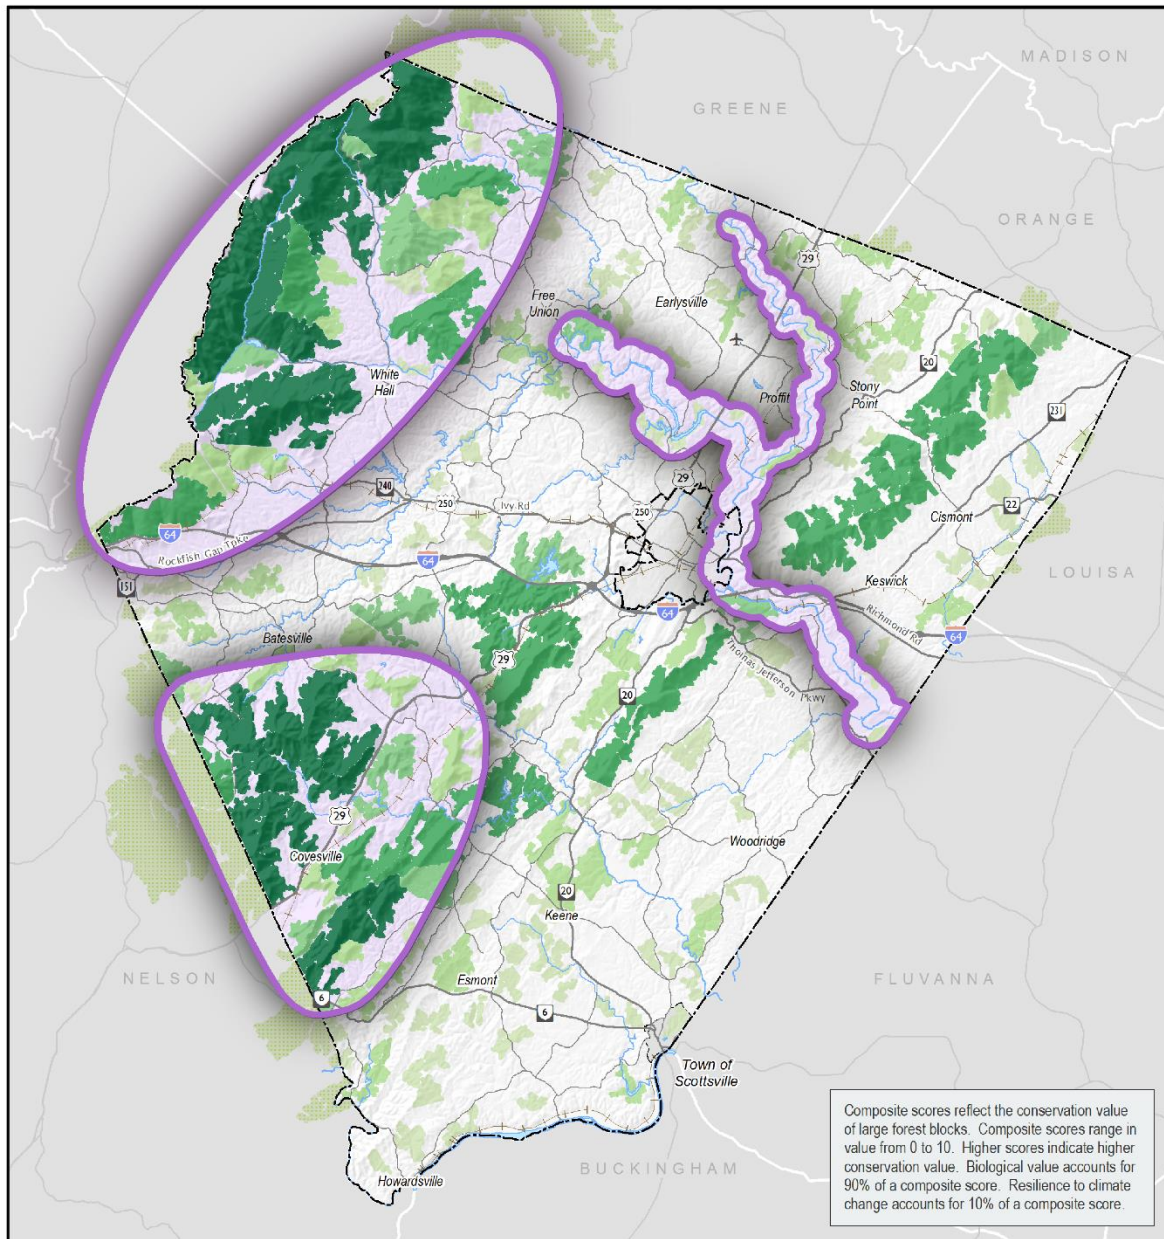 MADISON
GREENE
ORANGE
29
Free
Union
Earlysville
20
Stony
Point
Proffit
231
White
Hall
29
240
250
Ivy Rd
250
22
Cismont
64
Rockfish Gap Tpke
64
LOUISA
151
Keswick
64
Richmond Rd
64
Batesville
29
20
Thomas Jefferson Pkwy
29
Covesville
Woodridge
20
Keene
NELSON
Esmont
FLUVANNA
6
6
Town of
Scottsville
BUCKINGHAM
Howardsville
Composite scores reflect the conservation value
of large forest blocks. Composite scores range in
value from 0 to 10. Higher scores indicate higher
conservation value. Biological value accounts for
90% of a composite score. Resilience to climate
change accounts for 10% of a composite score.